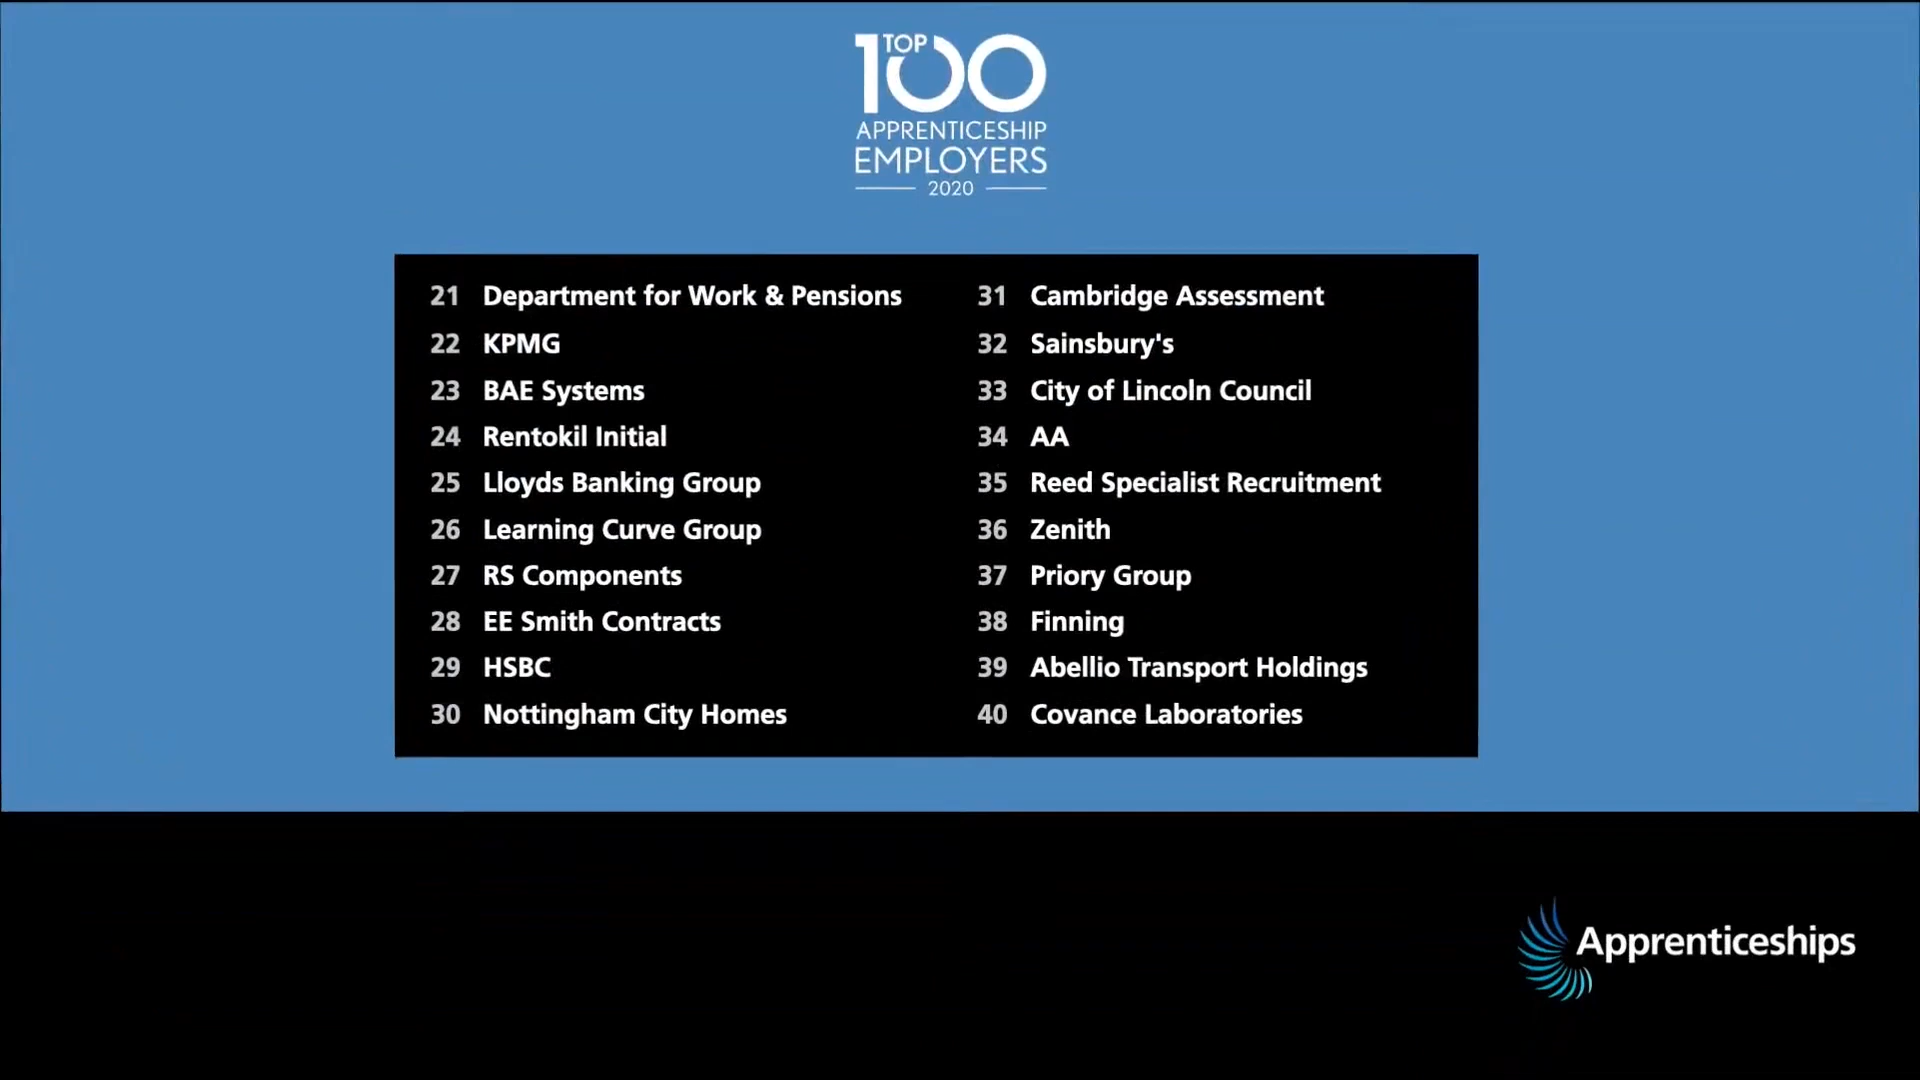 TOP
100
APPRENTICESHIP
EMPLOYERS
2020
21 Department for Work & Pensions
22 KPMG
23 BAE Systems
24 Rentokil Initial
25 Lloyds Banking Group
26 Learning Curve Group
27 RS Components
28 EE Smith Contracts
29 HSBC
30 Nottingham City Homes
31 Cambridge Assessment
32 Sainsbury's
33 City of Lincoln Council
34 AA
35 Reed Specialist Recruitment
36 Zenith
37 Priory Group
38 Finning
39 Abellio Transport Holdings
40 Covance Laboratories
Apprenticeships